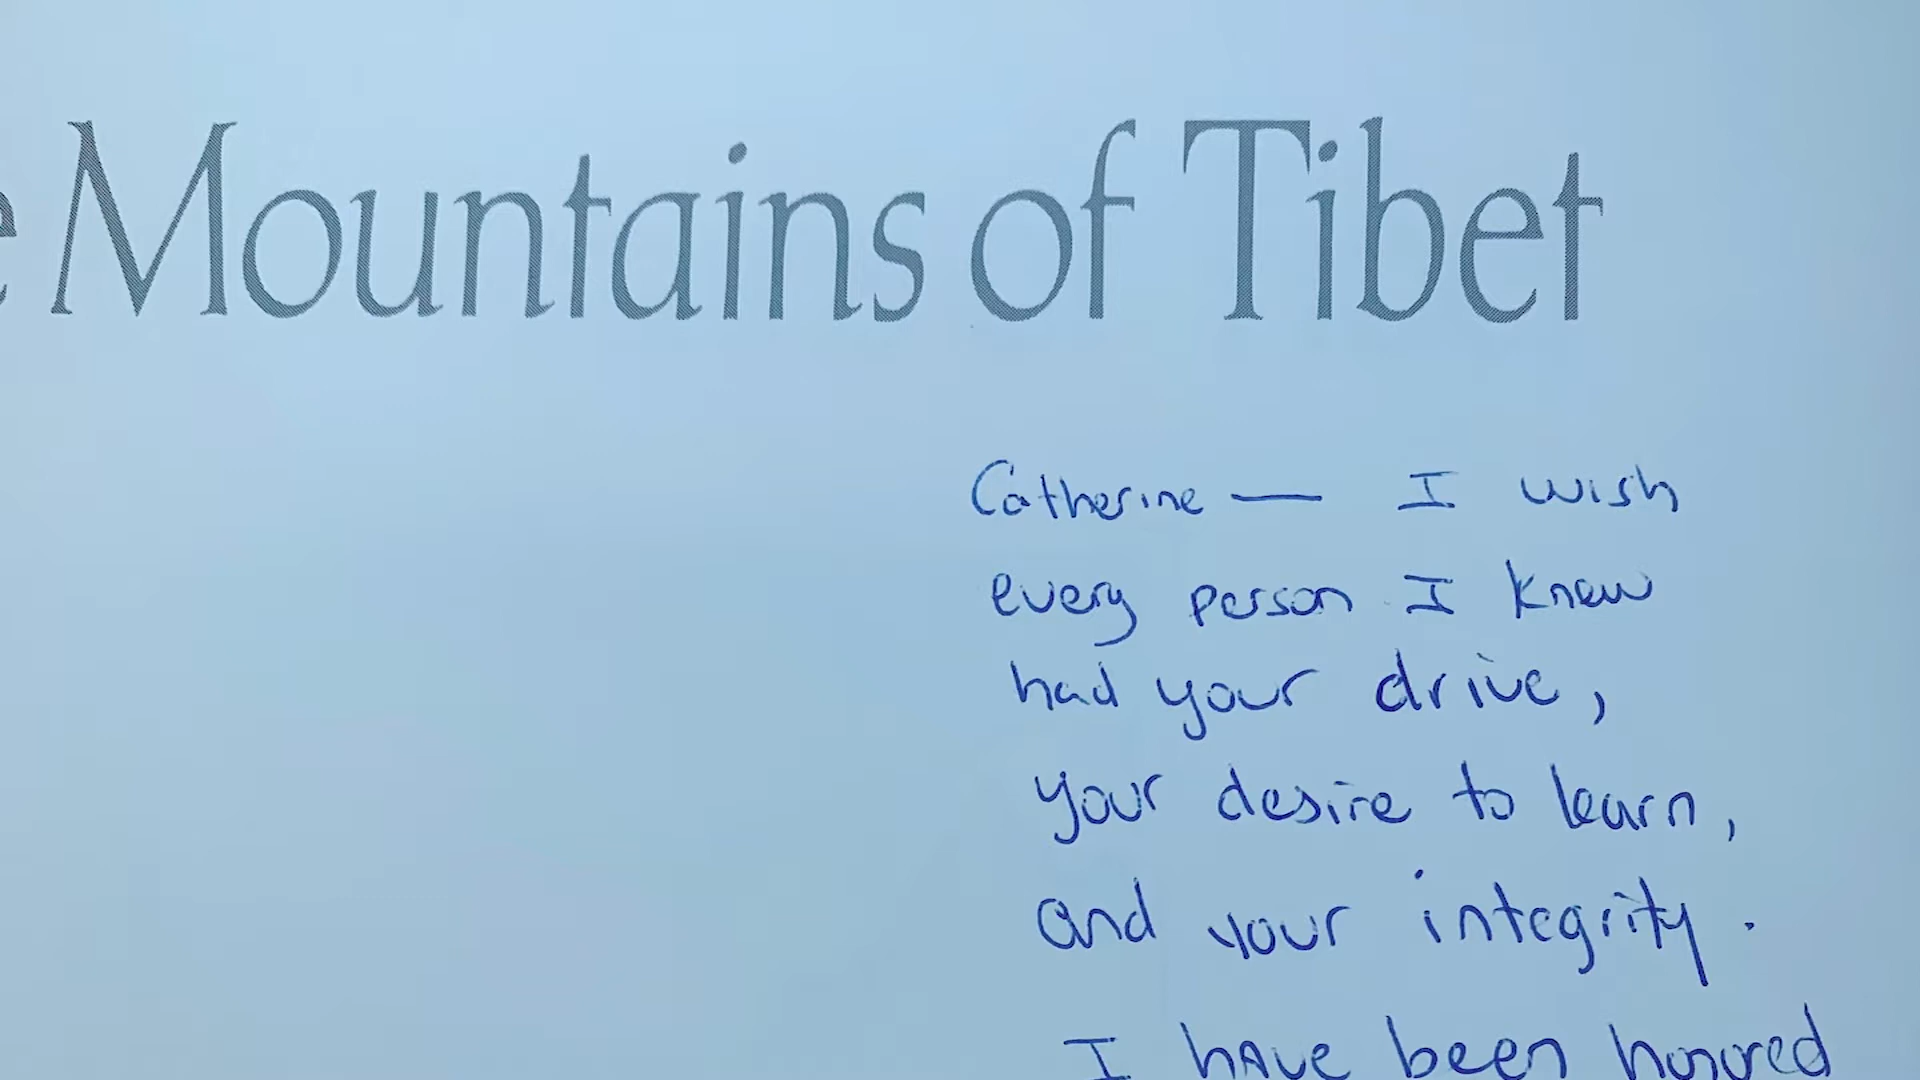 e Mountains of Tibet
Catherine — I wish
every person I knew
had your drive,
your desire to learn,
and your integrity.
I have been honored